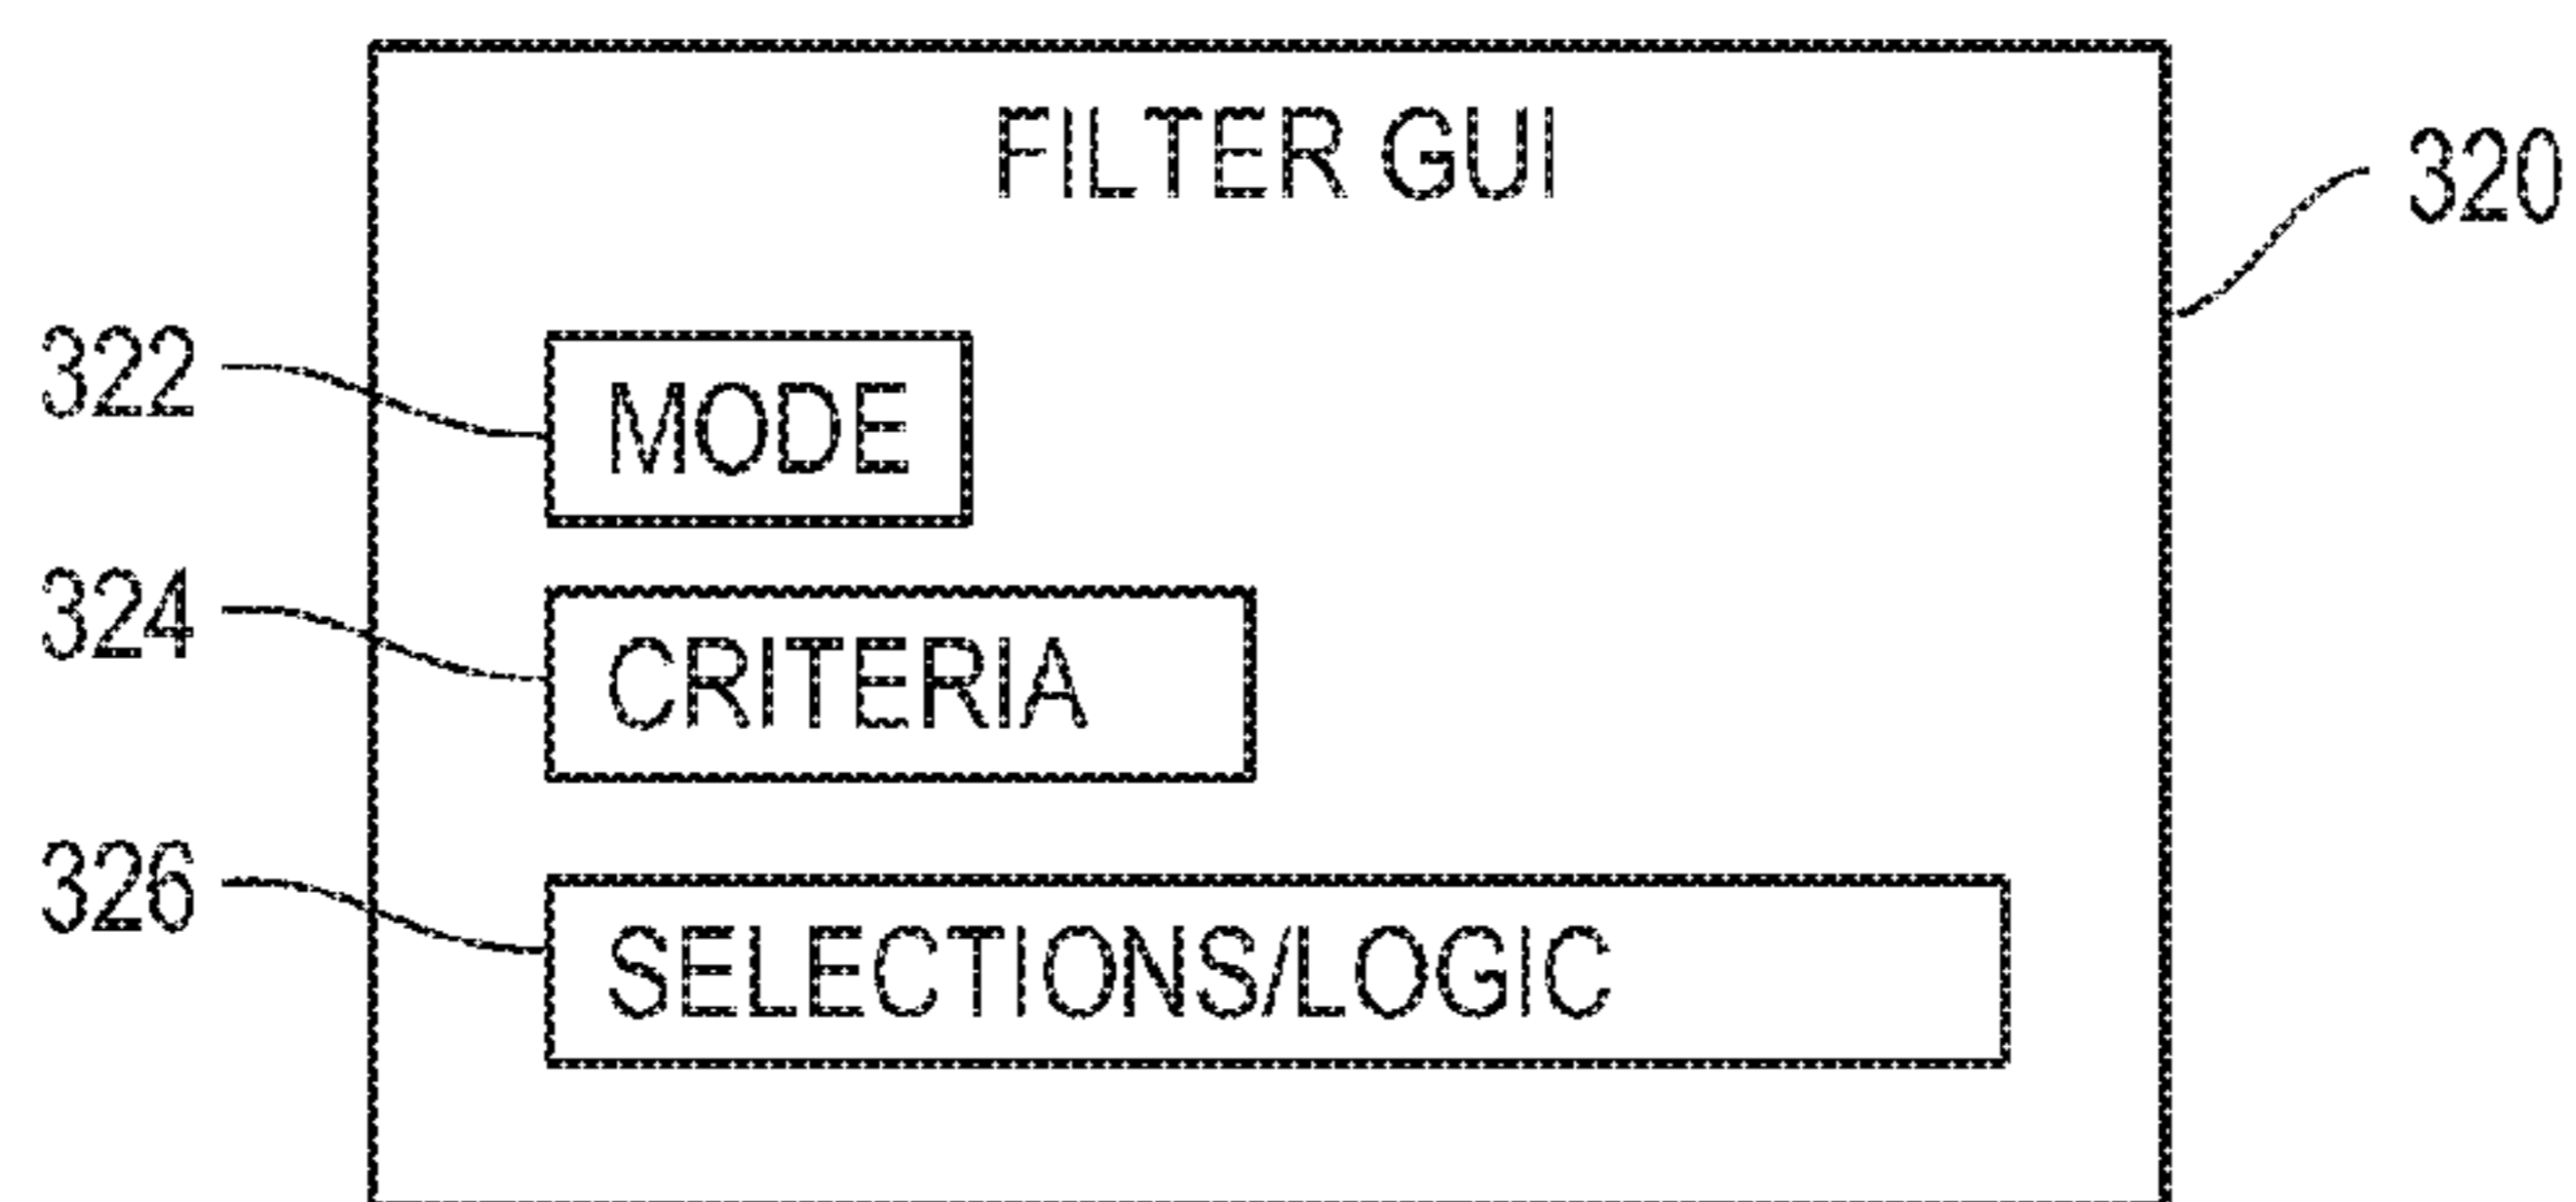 FILTER GUI
320
322
MODE
324
CRITERIA
326
SELECTIONS/LOGIC